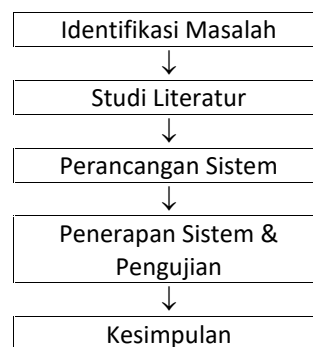 Identifikasi Masalah
↓
Studi Literatur
↓
Perancangan Sistem
↓
Penerapan Sistem &
Pengujian
↓
Kesimpulan